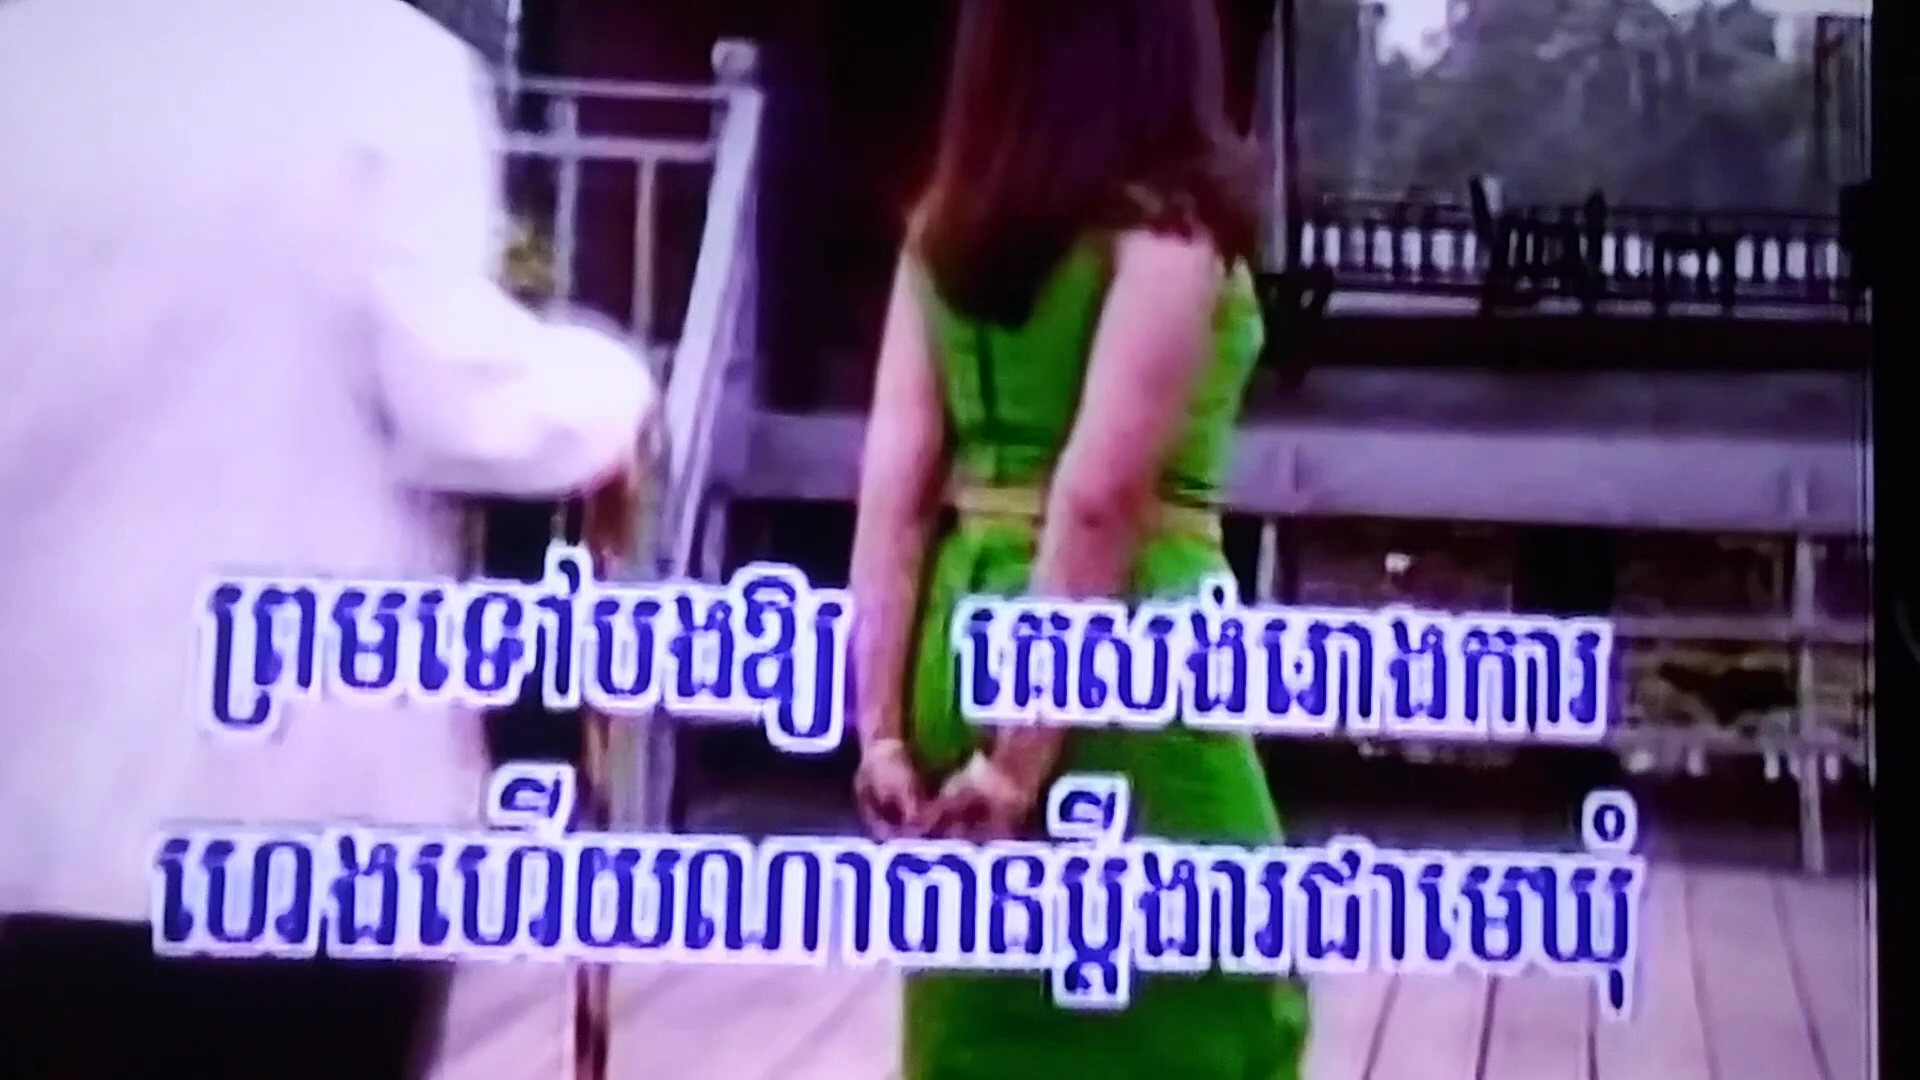 ព្រមទៅបងឱ្យ គេសង់រោងការ
ហេងហើយណាបានប្ដីងារជាមេឃុំ